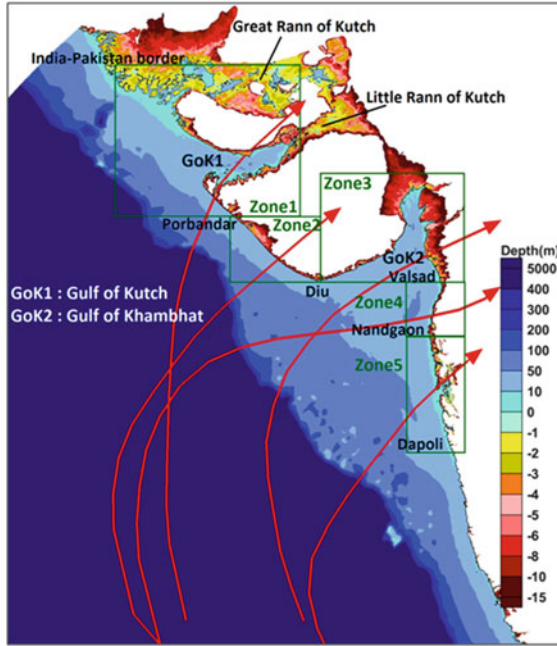 Great Rann of Kutch
India-Pakistan border
Little Rann of Kutch
GoK1
Zone3
Zone1
Porbandar
Zone2
GoK2
Valsad
Depth(m)
Diu
GoK1 : Gulf of Kutch
GoK2 : Gulf of Khambhat
Zone4
Nandgaon
Zone5
Dapoli
5000
400
300
200
100
50
10
0
-1
-2
-3
-4
-5
-6
-7
-8
-10
-15